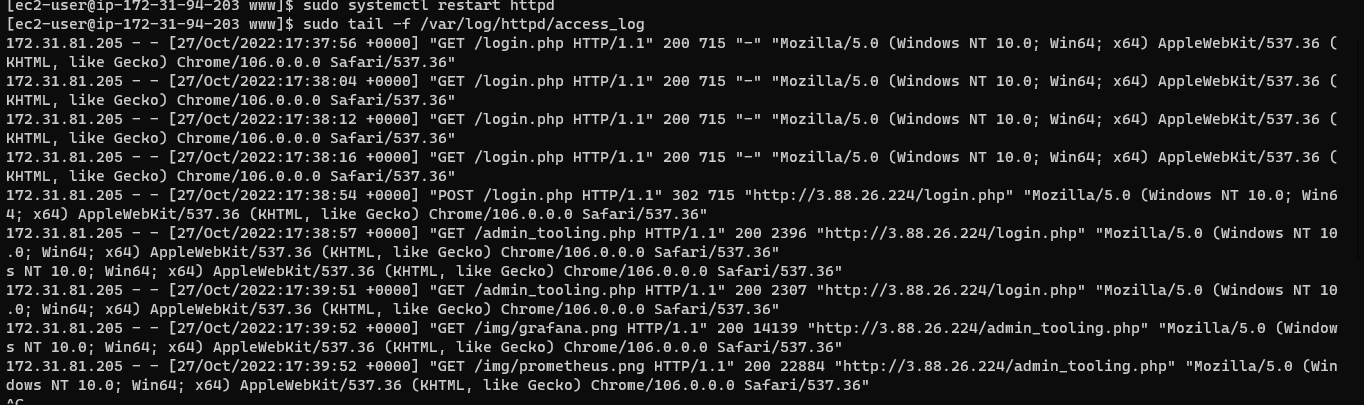 [ec2-user@ip-172-31-94-203 www]$ sudo systemctl restart httpd
[ec2-user@ip-172-31-94-203 www]$ sudo tail -f /var/log/httpd/access_log
172.31.81.205 - - [27/Oct/2022:17:37:56 +0000] "GET /login.php HTTP/1.1" 200 715 "-" "Mozilla/5.0 (Windows NT 10.0; Win64; x64) AppleWebKit/537.36 (
KHTML, like Gecko) Chrome/106.0.0.0 Safari/537.36"
172.31.81.205 - - [27/Oct/2022:17:38:04 +0000] "GET /login.php HTTP/1.1" 200 715 "-" "Mozilla/5.0 (Windows NT 10.0; Win64; x64) AppleWebKit/537.36 (
KHTML, like Gecko) Chrome/106.0.0.0 Safari/537.36"
172.31.81.205 - - [27/Oct/2022:17:38:12 +0000] "GET /login.php HTTP/1.1" 200 715 "-" "Mozilla/5.0 (Windows NT 10.0; Win64; x64) AppleWebKit/537.36 (
KHTML, like Gecko) Chrome/106.0.0.0 Safari/537.36"
172.31.81.205 - - [27/Oct/2022:17:38:16 +0000] "GET /login.php HTTP/1.1" 200 715 "-" "Mozilla/5.0 (Windows NT 10.0; Win64; x64) AppleWebKit/537.36 (
KHTML, like Gecko) Chrome/106.0.0.0 Safari/537.36"
172.31.81.205 - - [27/Oct/2022:17:38:54 +0000] "POST /login.php HTTP/1.1" 302 715 "http://3.88.26.224/login.php" "Mozilla/5.0 (Windows NT 10.0; Win6
4; x64) AppleWebKit/537.36 (KHTML, like Gecko) Chrome/106.0.0.0 Safari/537.36"
172.31.81.205 - - [27/Oct/2022:17:38:57 +0000] "GET /admin_tooling.php HTTP/1.1" 200 2396 "http://3.88.26.224/login.php" "Mozilla/5.0 (Windows NT 10
.0; Win64; x64) AppleWebKit/537.36 (KHTML, like Gecko) Chrome/106.0.0.0 Safari/537.36"
s NT 10.0; Win64; x64) AppleWebKit/537.36 (KHTML, like Gecko) Chrome/106.0.0.0 Safari/537.36"
172.31.81.205 - - [27/Oct/2022:17:39:51 +0000] "GET /admin_tooling.php HTTP/1.1" 200 2307 "http://3.88.26.224/login.php" "Mozilla/5.0 (Windows NT 10
.0; Win64; x64) AppleWebKit/537.36 (KHTML, like Gecko) Chrome/106.0.0.0 Safari/537.36"
172.31.81.205 - - [27/Oct/2022:17:39:52 +0000] "GET /img/grafana.png HTTP/1.1" 200 14139 "http://3.88.26.224/admin_tooling.php" "Mozilla/5.0 (Window
s NT 10.0; Win64; x64) AppleWebKit/537.36 (KHTML, like Gecko) Chrome/106.0.0.0 Safari/537.36"
172.31.81.205 - - [27/Oct/2022:17:39:52 +0000] "GET /img/prometheus.png HTTP/1.1" 200 22884 "http://3.88.26.224/admin_tooling.php" "Mozilla/5.0 (Win
dows NT 10.0; Win64; x64) AppleWebKit/537.36 (KHTML, like Gecko) Chrome/106.0.0.0 Safari/537.36"
^C